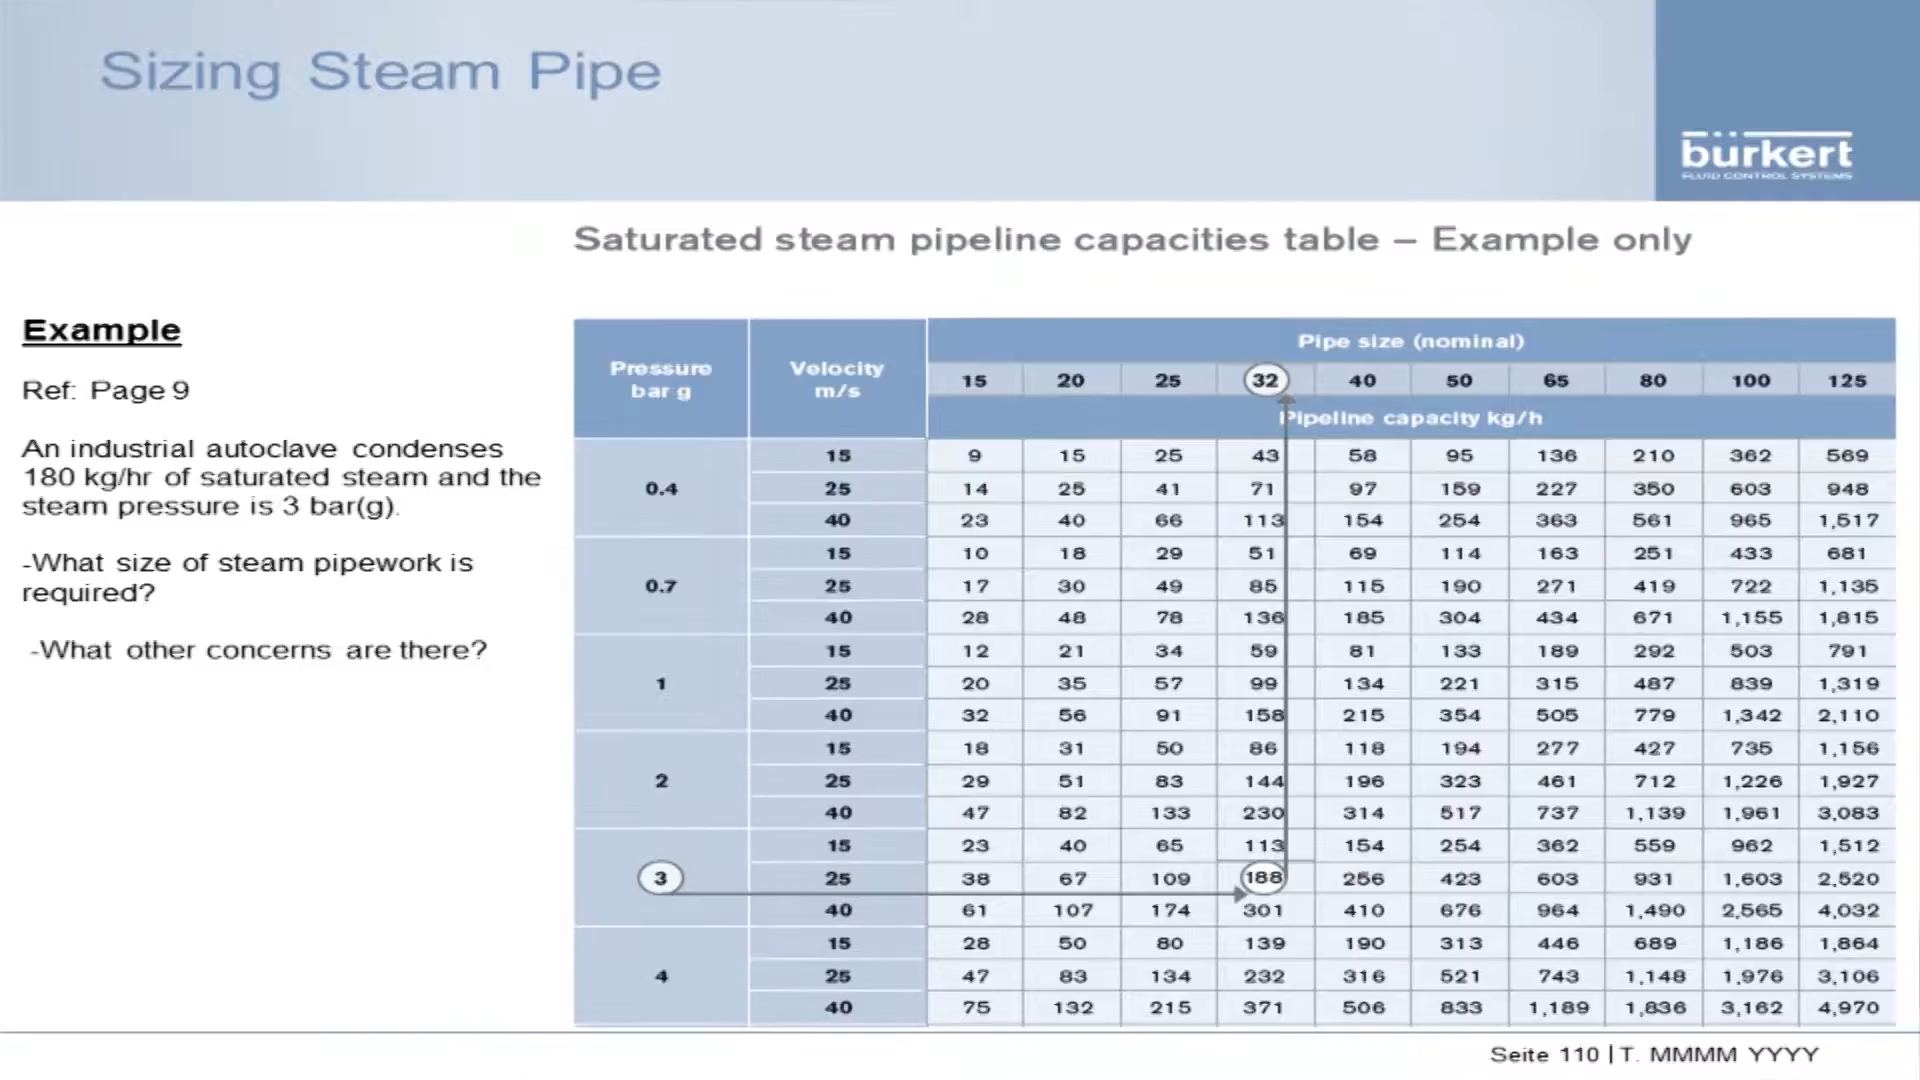 Sizing Steam Pipe
bürkert
FLUID CONTROL SYSTEMS
Saturated steam pipeline capacities table – Example only
Example
Ref: Page 9
An industrial autoclave condenses
180 kg/hr of saturated steam and the
steam pressure is 3 bar(g).
-What size of steam pipework is
required?
-What other concerns are there?
Pressure
bar g
Velocity
m/s
Pipe size (nominal)
15 20 25 32 40 50 65 80 100 125
Pipeline capacity kg/h
0.4
15 9 15 25 43 58 95 136 210 362 569
25 14 25 41 71 97 159 227 350 603 948
40 23 40 66 113 154 254 363 561 965 1,517
0.7
15 10 18 29 51 69 114 163 251 433 681
25 17 30 49 85 115 190 271 419 722 1,135
40 28 48 78 136 185 304 434 671 1,155 1,815
1
15 12 21 34 59 81 133 189 292 503 791
25 20 35 57 99 134 221 315 487 839 1,319
40 32 56 91 158 215 354 505 779 1,342 2,110
2
15 18 31 50 86 118 194 277 427 735 1,156
25 29 51 83 144 196 323 461 712 1,226 1,927
40 47 82 133 230 314 517 737 1,139 1,961 3,083
3
15 23 40 65 113 154 254 362 559 962 1,512
25 38 67 109 188 256 423 603 931 1,603 2,520
40 61 107 174 301 410 676 964 1,490 2,565 4,032
4
15 28 50 80 139 190 313 446 689 1,186 1,864
25 47 83 134 232 316 521 743 1,148 1,976 3,106
40 75 132 215 371 506 833 1,189 1,836 3,162 4,970
Seite 110 | T. MMMM YYYY